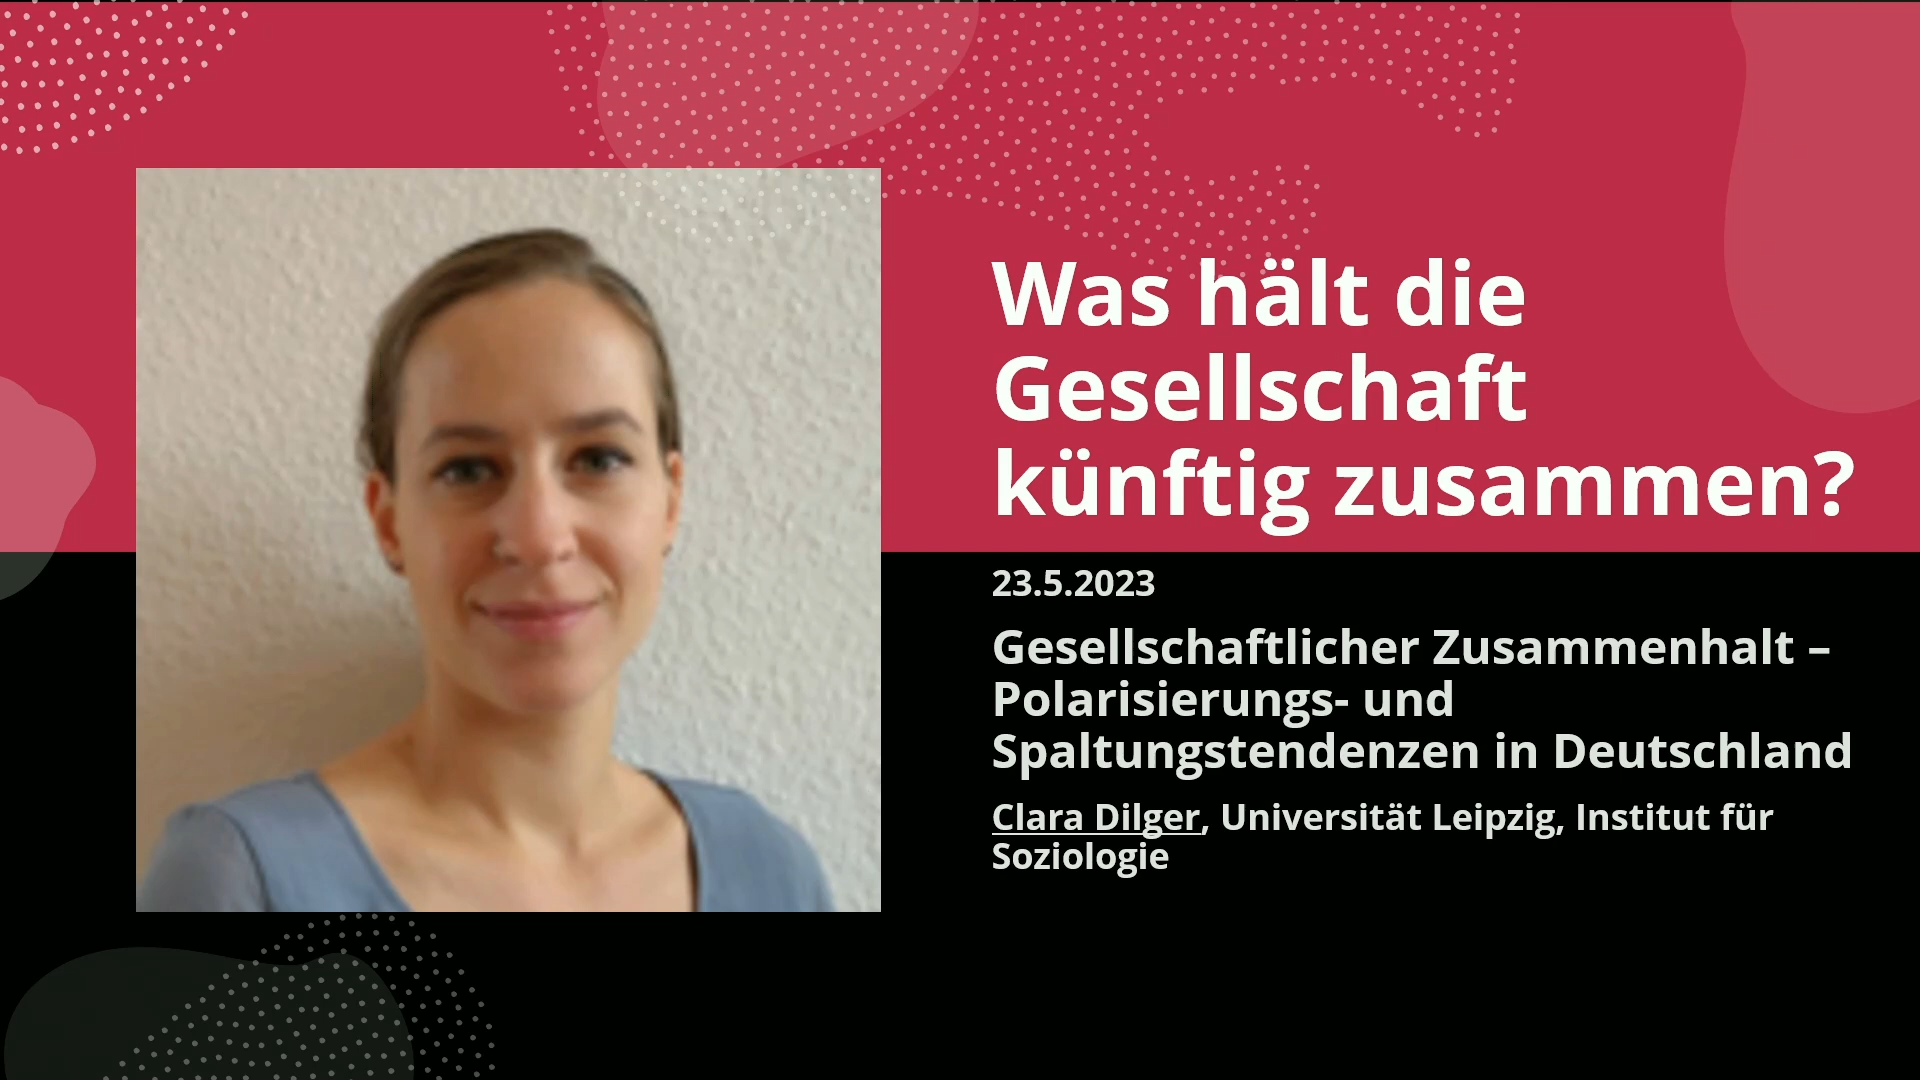 Was hält die
Gesellschaft
künftig zusammen?
23.5.2023
Gesellschaftlicher Zusammenhalt –
Polarisierungs- und
Spaltungstendenzen in Deutschland
Clara Dilger, Universität Leipzig, Institut für
Soziologie